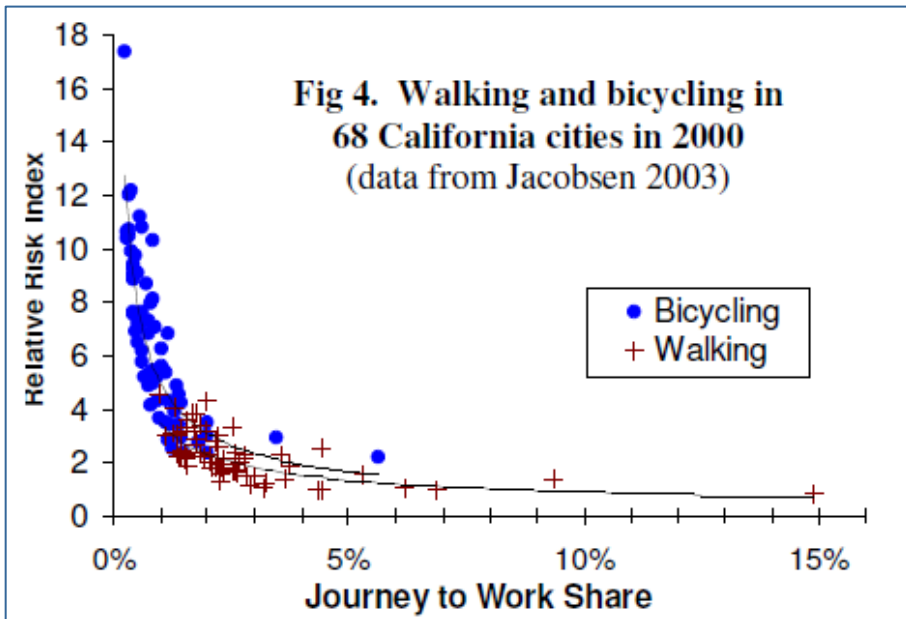 18
16
14
12
10
8
6
4
2
0
Relative Risk Index
Fig 4. Walking and bicycling in
68 California cities in 2000
(data from Jacobsen 2003)
Bicycling
Walking
0% 5% 10% 15%
Journey to Work Share